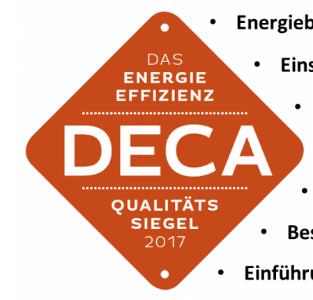 Energieb
Eins
DAS
ENERGIE
EFFIZIENZ
DECA
QUALITÄTS
SIEGEL
2017
Bes
Einführu